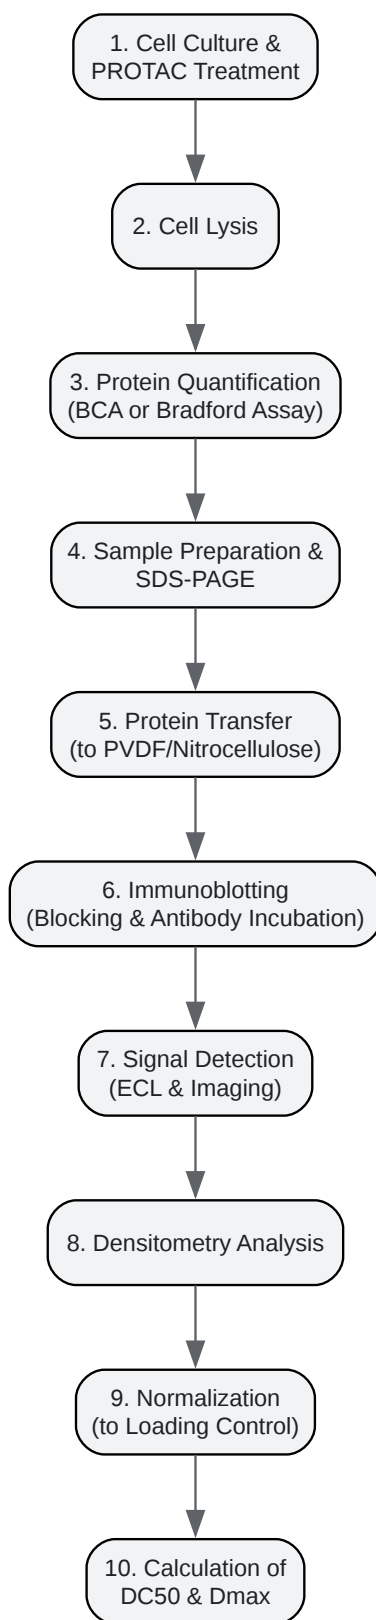 1. Cell Culture &
PROTAC Treatment
2. Cell Lysis
3. Protein Quantification
(BCA or Bradford Assay)
4. Sample Preparation &
SDS-PAGE
5. Protein Transfer
(to PVDF/Nitrocellulose)
6. Immunoblotting
(Blocking & Antibody Incubation)
7. Signal Detection
(ECL & Imaging)
8. Densitometry Analysis
9. Normalization
(to Loading Control)
10. Calculation of
DC50 & Dmax